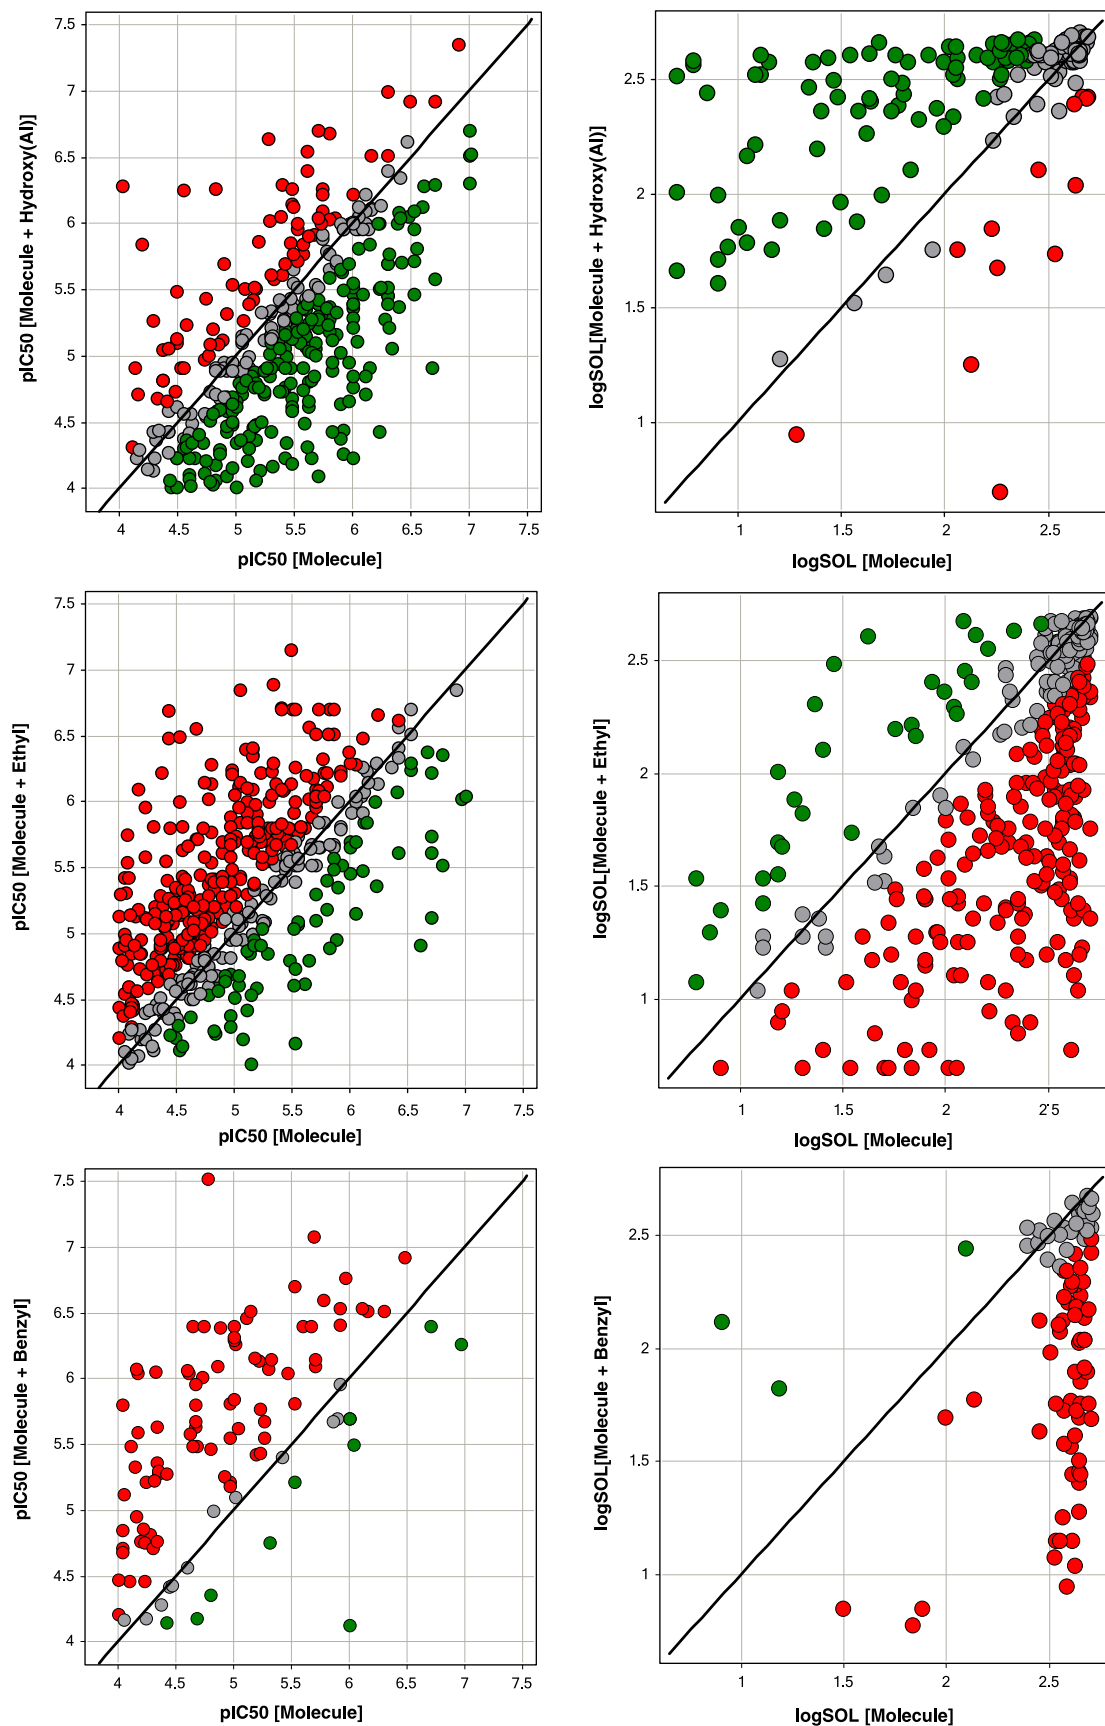 7.5
7
6.5
6
5.5
5
4.5
4
pIC50 [Molecule + Hydroxy(Al)]
4 4.5 5 5.5 6 6.5 7 7.5
pIC50 [Molecule]
2.5
2
1.5
1
logSOL[Molecule + Hydroxy(Al)]
1 1.5 2 2.5
logSOL [Molecule]
7.5
7
6.5
6
5.5
5
4.5
4
pIC50 [Molecule + Ethyl]
4 4.5 5 5.5 6 6.5 7 7.5
pIC50 [Molecule]
2.5
2
1.5
1
logSOL[Molecule + Ethyl]
1 1.5 2 2.5
logSOL [Molecule]
7.5
7
6.5
6
5.5
5
4.5
4
pIC50 [Molecule + Benzyl]
4 4.5 5 5.5 6 6.5 7 7.5
pIC50 [Molecule]
2.5
2
1.5
1
logSOL[Molecule + Benzyl]
1 1.5 2 2.5
logSOL [Molecule]